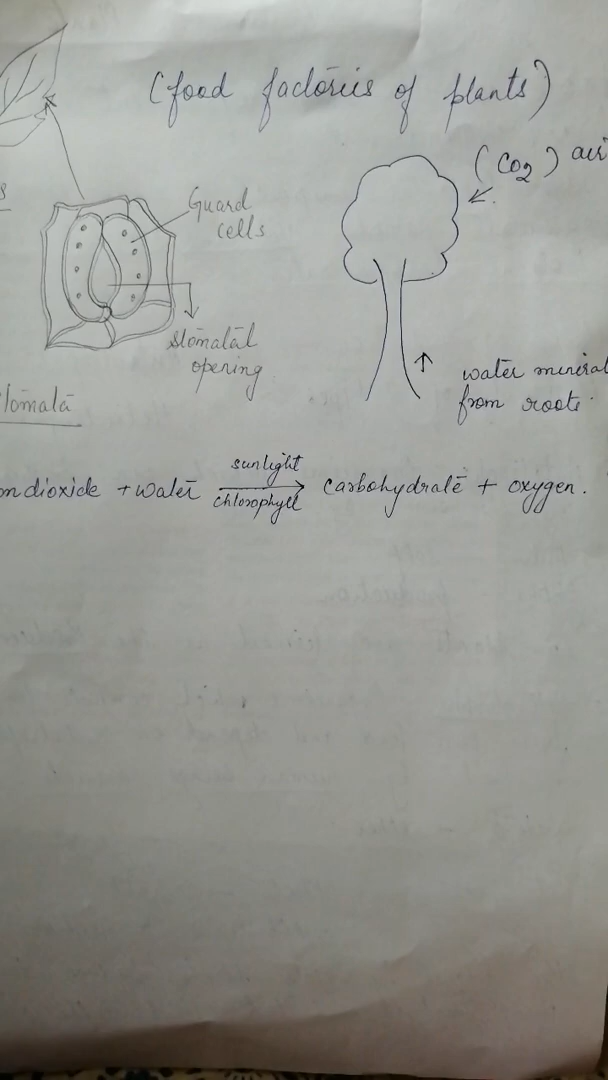 (food factories of plants)
(CO2) air
s
Guard
cells
stomatal
opening
water mineral
from roots.
stomata
on dioxide + water sunlight chlorophyll carbohydrate + oxygen.